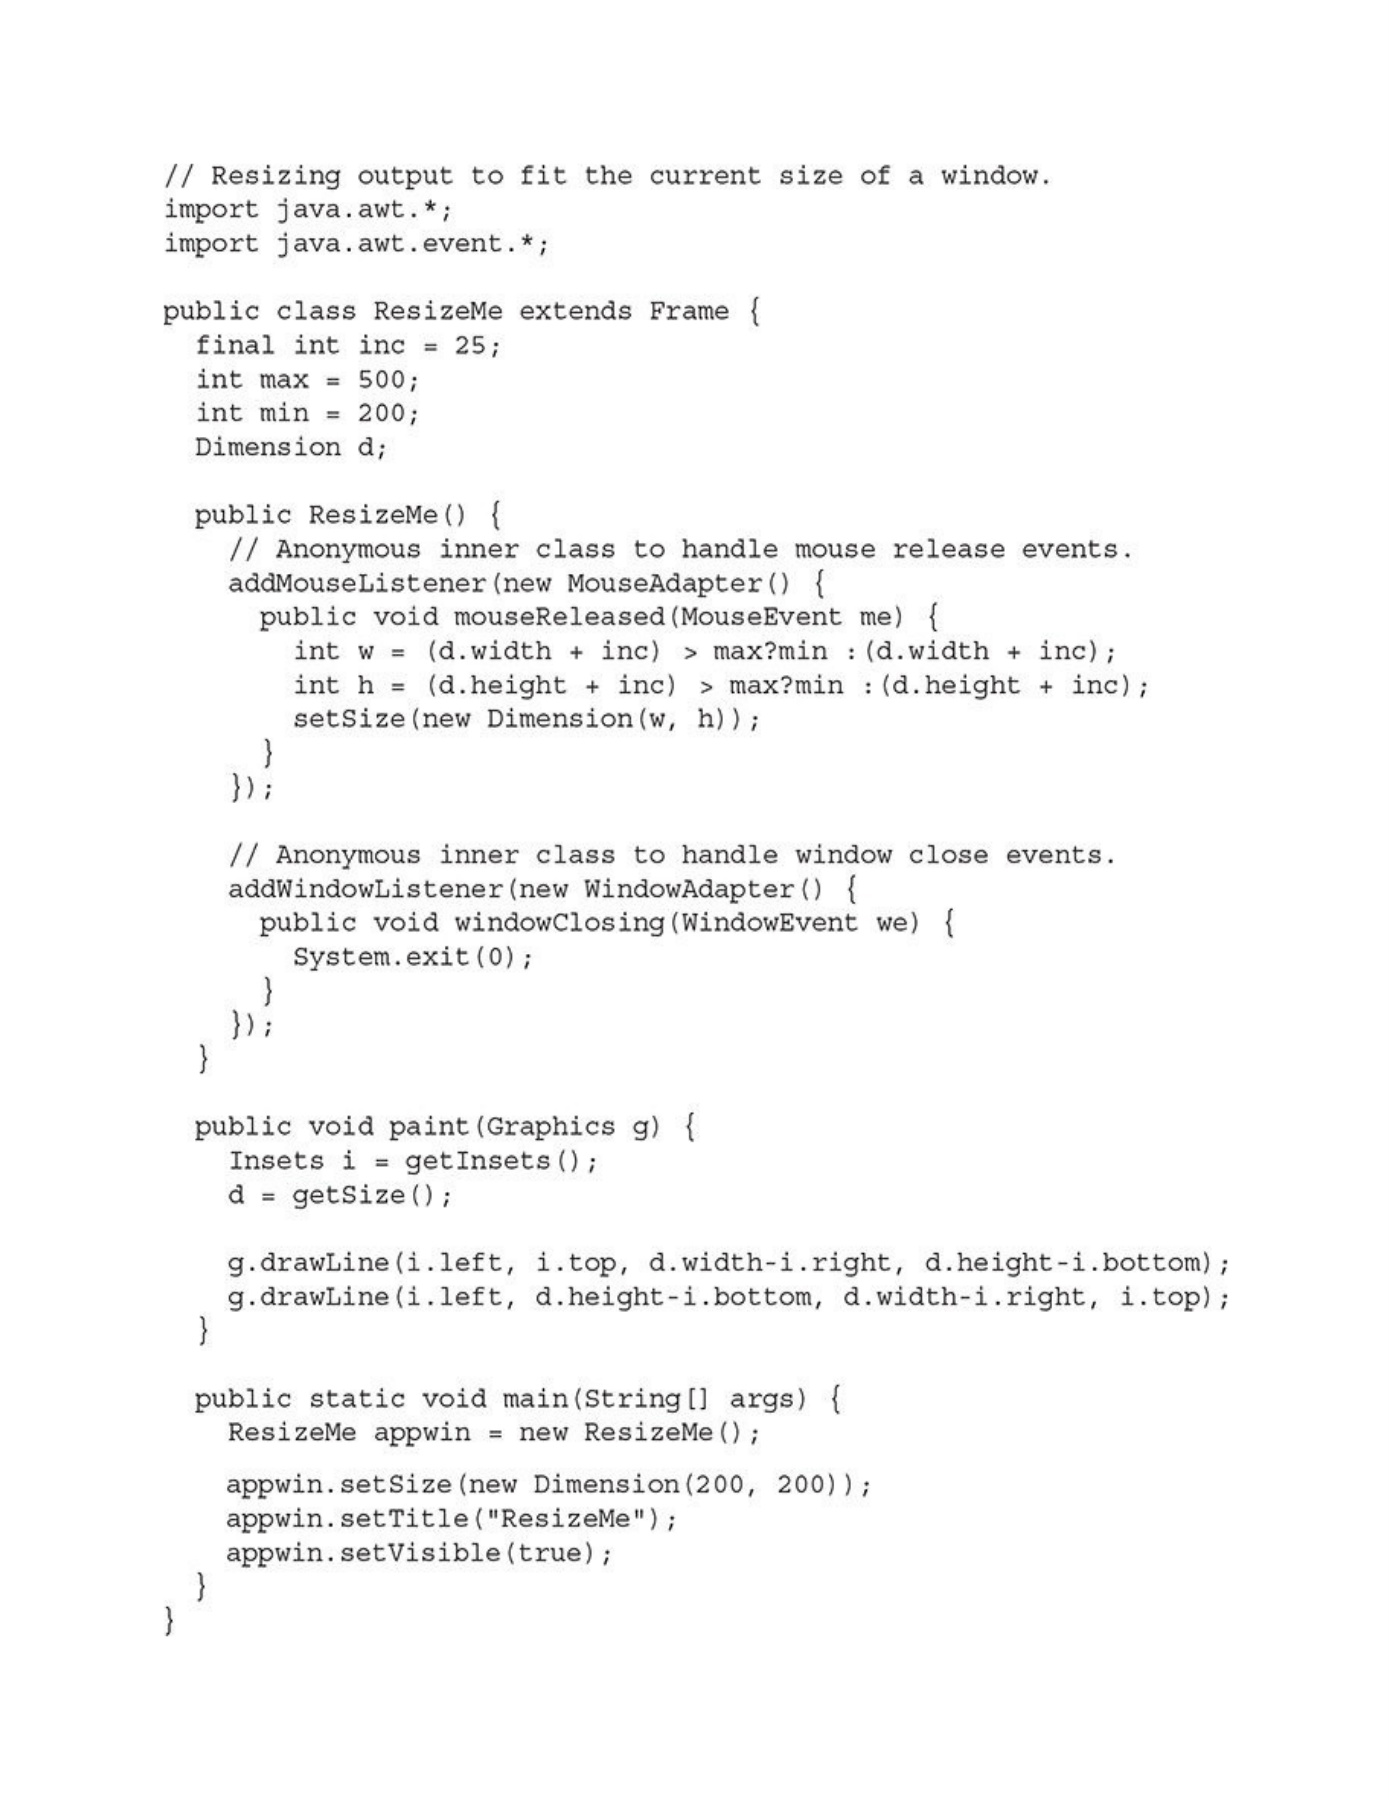 // Resizing output to fit the current size of a window.
import java.awt.*;
import java.awt.event.*;

public class ResizeMe extends Frame {
  final int inc = 25;
  int max = 500;
  int min = 200;
  Dimension d;

  public ResizeMe() {
    // Anonymous inner class to handle mouse release events.
    addMouseListener(new MouseAdapter() {
      public void mouseReleased(MouseEvent me) {
        int w = (d.width + inc) > max?min :(d.width + inc);
        int h = (d.height + inc) > max?min :(d.height + inc);
        setSize(new Dimension(w, h));
      }
    });

    // Anonymous inner class to handle window close events.
    addWindowListener(new WindowAdapter() {
      public void windowClosing(WindowEvent we) {
        System.exit(0);
      }
    });
  }

  public void paint(Graphics g) {
    Insets i = getInsets();
    d = getSize();

    g.drawLine(i.left, i.top, d.width-i.right, d.height-i.bottom);
    g.drawLine(i.left, d.height-i.bottom, d.width-i.right, i.top);
  }

  public static void main(String[] args) {
    ResizeMe appwin = new ResizeMe();

    appwin.setSize(new Dimension(200, 200));
    appwin.setTitle("ResizeMe");
    appwin.setVisible(true);
  }
}